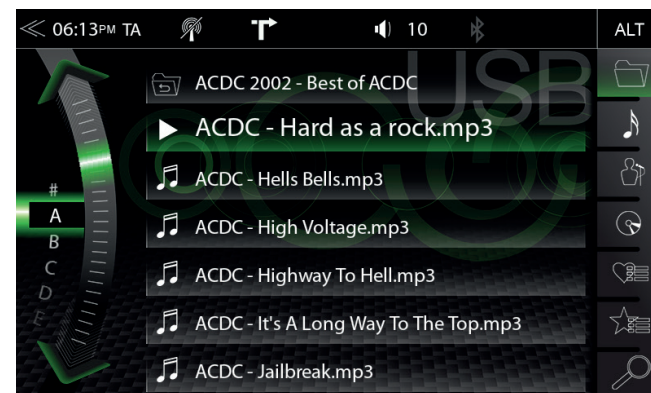 06:13PM TA 10 ALT
USB
ACDC 2002 - Best of ACDC
ACDC - Hard as a rock.mp3
ACDC - Hells Bells.mp3
ACDC - High Voltage.mp3
ACDC - Highway To Hell.mp3
ACDC - It's A Long Way To The Top.mp3
ACDC - Jailbreak.mp3
#
A
B
C
D
E